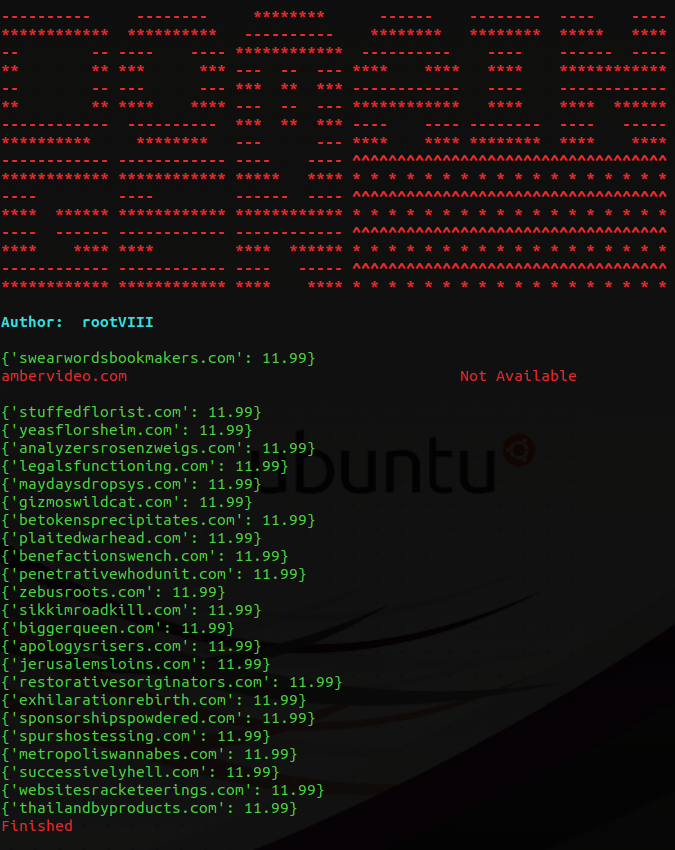 DOMAIN
GEN
Author:  rootVIII
{'swearwordsbookmakers.com': 11.99}
ambervideo.com Not Available
{'stuffedflorist.com': 11.99}
{'yeasflorsheim.com': 11.99}
{'analyzersrosenzweigs.com': 11.99}
{'legalsfunctioning.com': 11.99}
{'maydaysdropsys.com': 11.99}
{'gizmoswildcat.com': 11.99}
{'betokensprecipitates.com': 11.99}
{'plaitedwarhead.com': 11.99}
{'benefactionswench.com': 11.99}
{'penetrativewhodunit.com': 11.99}
{'zebusroots.com': 11.99}
{'sikkimroadkill.com': 11.99}
{'biggerqueen.com': 11.99}
{'apologysrisers.com': 11.99}
{'jerusalemsloins.com': 11.99}
{'restorativesoriginators.com': 11.99}
{'exhilarationrebirth.com': 11.99}
{'sponsorshipspowdered.com': 11.99}
{'spurshostessing.com': 11.99}
{'metropoliswannabes.com': 11.99}
{'successivelyhell.com': 11.99}
{'websitesracketeerings.com': 11.99}
{'thailandbyproducts.com': 11.99}
Finished
ubuntu